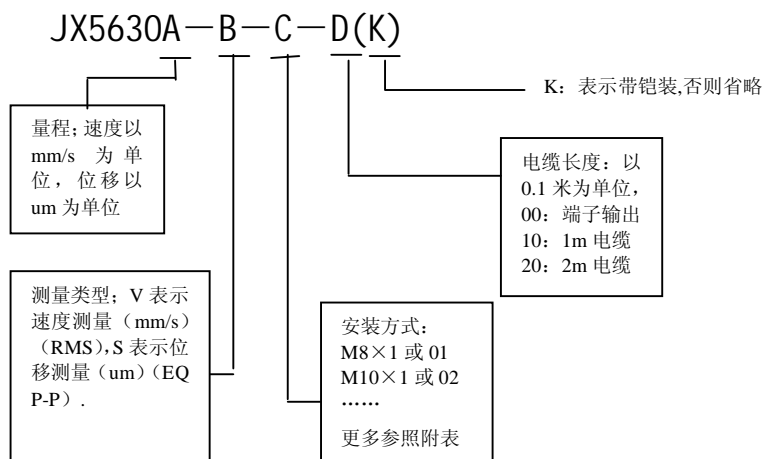 JX5630A—B—C—D(K)
K：表示带铠装,否则省略
量程；速度以
mm/s 为单
位，位移以
um 为单位
电缆长度：以
0.1 米为单位，
00：端子输出
10：1m 电缆
20：2m 电缆
测量类型；V 表示
速度测量（mm/s）
（RMS）,S 表示位
移测量（um）（EQ
P-P）.
安装方式：
M8×1 或 01
M10×1 或 02
……
更多参照附表